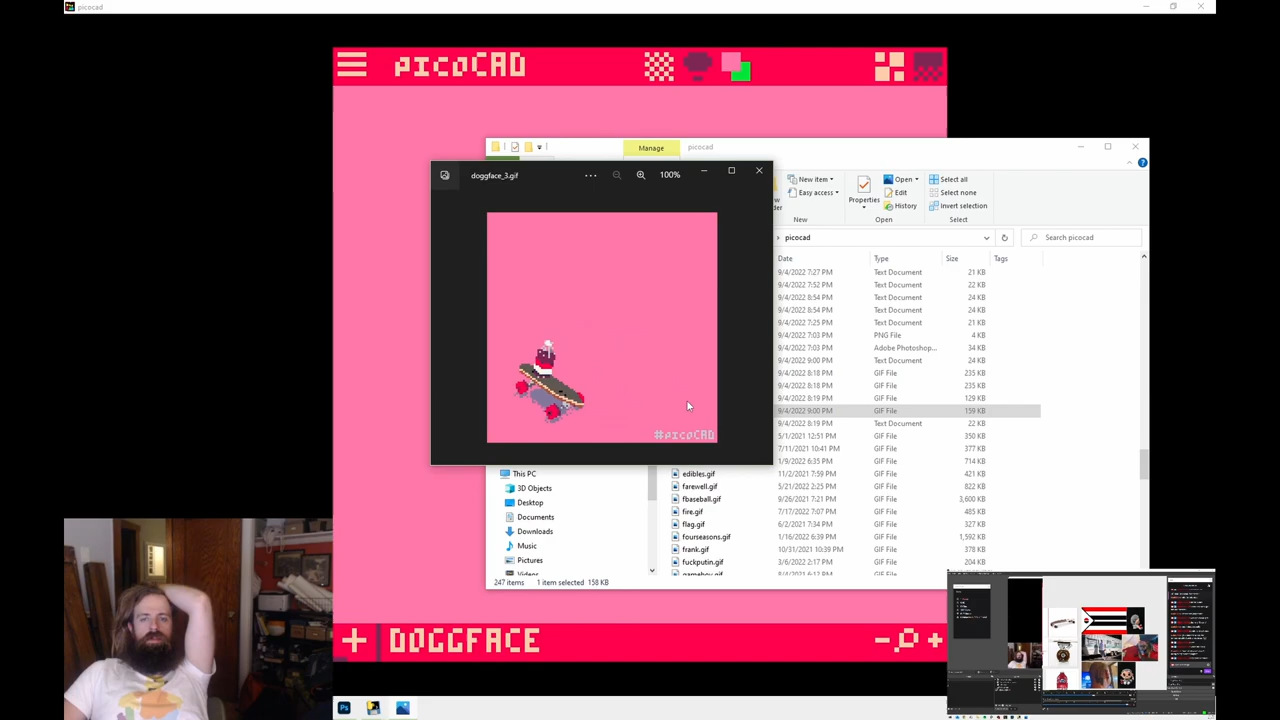 picocad
picoCAD
Manage
picocad
doggface_3.gif
100%
New item
Easy access
New
Properties
Open
Edit
History
Open
Select all
Select none
Invert selection
Select
picocad
Search picocad
Date
Type
Size
Tags
9/4/2022 7:27 PM Text Document 21 KB
9/4/2022 7:52 PM Text Document 22 KB
9/4/2022 8:54 PM Text Document 24 KB
9/4/2022 8:54 PM Text Document 24 KB
9/4/2022 7:25 PM Text Document 21 KB
9/4/2022 7:03 PM PNG File 4 KB
9/4/2022 7:03 PM Adobe Photoshop... 34 KB
9/4/2022 9:00 PM Text Document 24 KB
9/4/2022 8:18 PM GIF File 235 KB
9/4/2022 8:18 PM GIF File 235 KB
9/4/2022 8:19 PM GIF File 129 KB
9/4/2022 9:00 PM GIF File 159 KB
9/4/2022 8:19 PM Text Document 22 KB
5/1/2021 12:51 PM GIF File 350 KB
7/11/2021 10:41 PM GIF File 247 KB
1/9/2022 6:35 PM GIF File 714 KB
#picoCAD
edibles.gif 11/2/2021 7:59 PM GIF File 421 KB
farewell.gif 5/21/2022 2:25 PM GIF File 822 KB
fbaseball.gif 9/26/2021 7:21 PM GIF File 3,600 KB
fire.gif 7/17/2022 7:07 PM GIF File 485 KB
flag.gif 6/2/2021 7:34 PM GIF File 327 KB
fourseasons.gif 1/16/2022 6:39 PM GIF File 1,592 KB
frank.gif 10/31/2021 10:39 PM GIF File 378 KB
fuckputin.gif 3/6/2022 2:17 PM GIF File 204 KB
This PC
3D Objects
Desktop
Documents
Downloads
Music
Pictures
Videos
247 items 1 item selected 158 KB
DOGGFACE
Ps